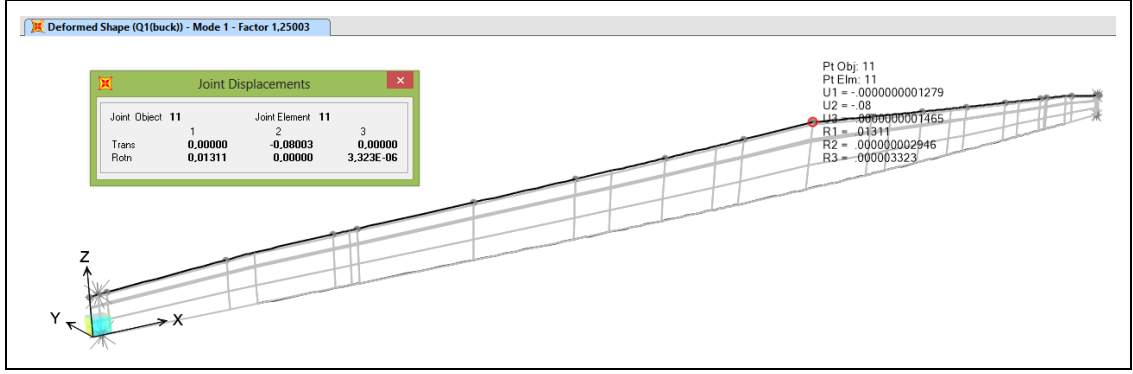 Deformed Shape (Q1(buck)) - Mode 1 - Factor 1,25003
Joint Displacements
Joint Object 11 Joint Element 11
1 2 3
Trans 0,00000 -0,08003 0,00000
Rotn 0,01311 0,00000 3,323E-06
Pt Obj: 11
Pt Elm: 11
U1 = -.0000000001279
U2 = -.08
U3 = .0000000001465
R1 = .01311
R2 = .000000002946
R3 = .000003323
Z
Y
X